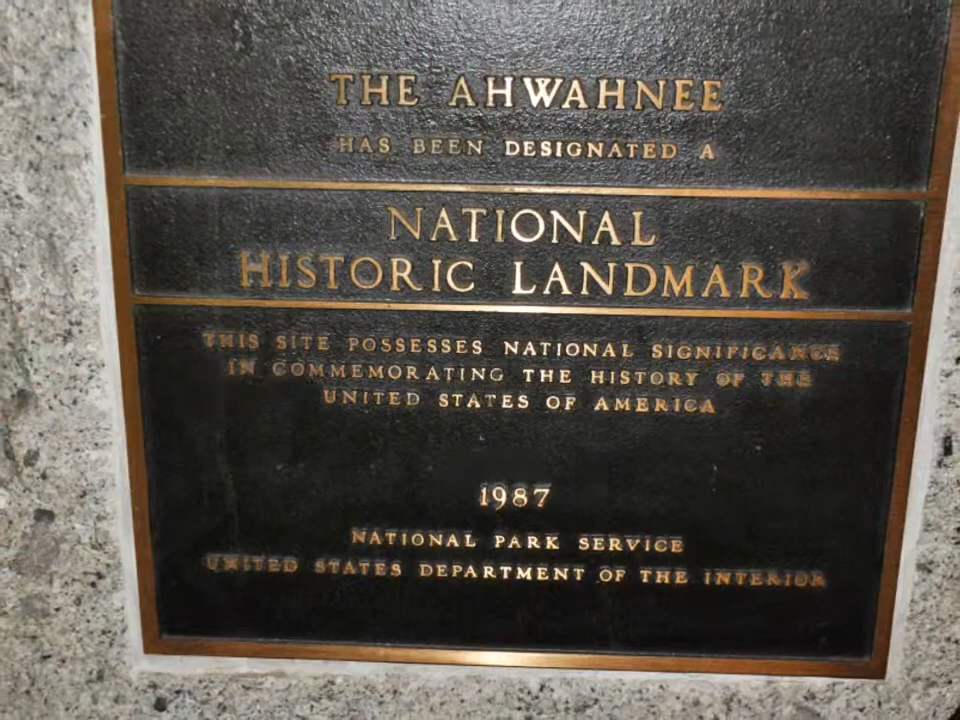 THE AHWAHNEE
HAS BEEN DESIGNATED A
NATIONAL
HISTORIC LANDMARK
THIS SITE POSSESSES NATIONAL SIGNIFICANCE
IN COMMEMORATING THE HISTORY OF THE
UNITED STATES OF AMERICA
1987
NATIONAL PARK SERVICE
UNITED STATES DEPARTMENT OF THE INTERIOR